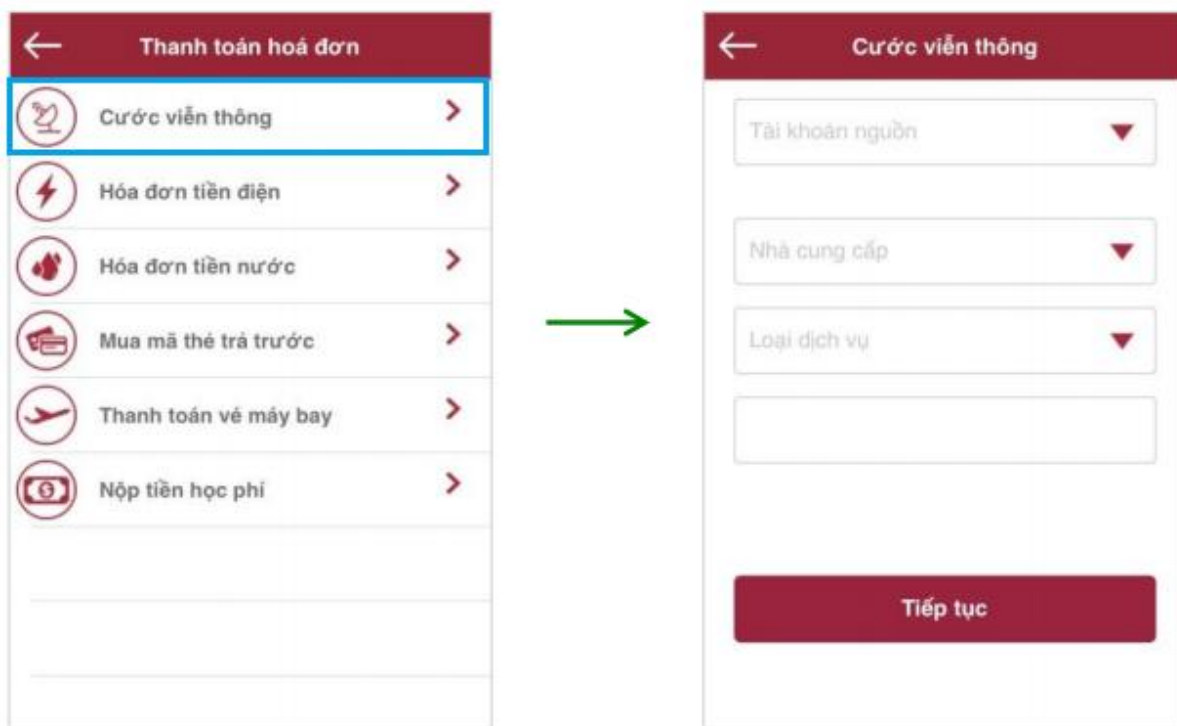 Thanh toán hoá đơn
Cước viễn thông
Hóa đơn tiền điện
Hóa đơn tiền nước
Mua mã thẻ trả trước
Thanh toán vé máy bay
Nộp tiền học phí
Cước viễn thông
Tài khoản nguồn
Nhà cung cấp
Loại dịch vụ
Tiếp tục